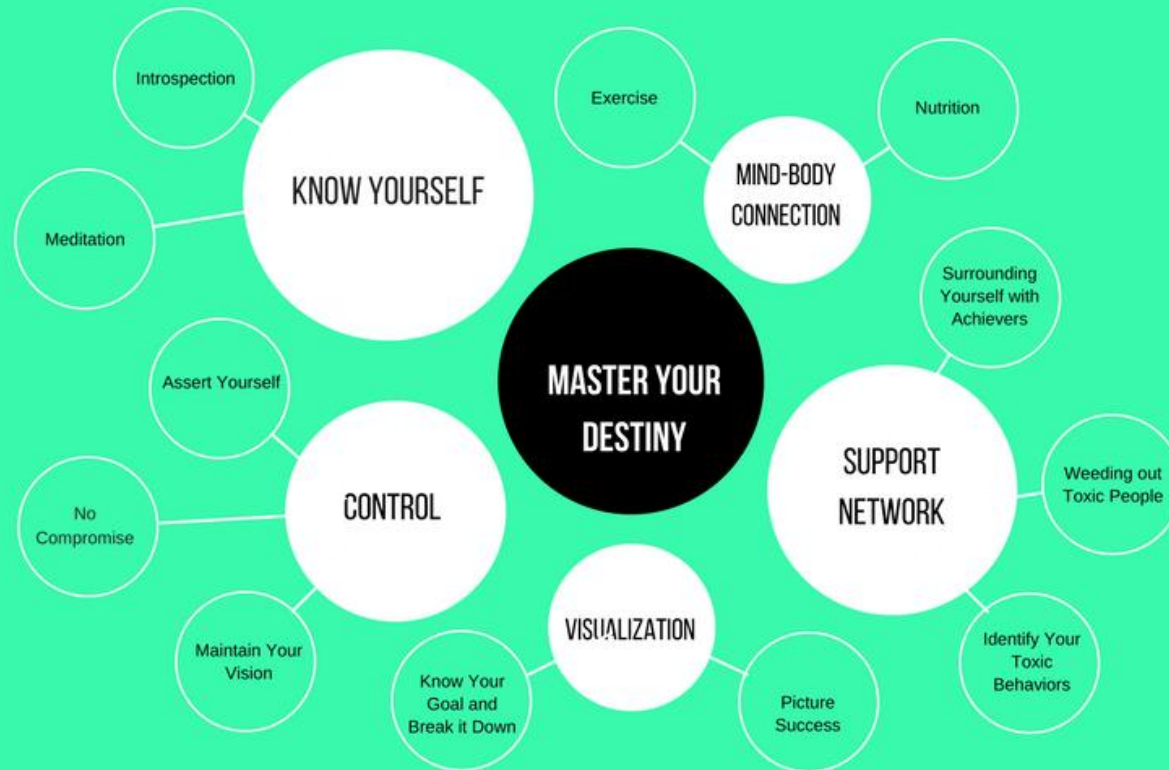 Introspection
Meditation
KNOW YOURSELF
Exercise
Nutrition
MIND-BODY
CONNECTION
MASTER YOUR
DESTINY
Surrounding
Yourself with
Achievers
Weeding out
Toxic People
Identify Your
Toxic
Behaviors
SUPPORT
NETWORK
Assert Yourself
No
Compromise
Maintain Your
Vision
CONTROL
VISUALIZATION
Know Your
Goal and
Break it Down
Picture
Success